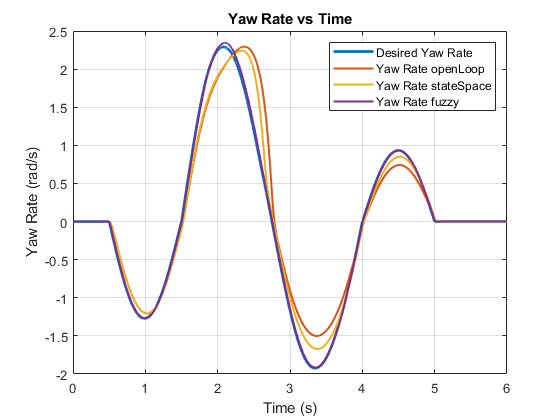 Yaw Rate vs Time
2.5
2
1.5
1
0.5
0
-0.5
-1
-1.5
-2
Yaw Rate (rad/s)
Desired Yaw Rate
Yaw Rate openLoop
Yaw Rate stateSpace
Yaw Rate fuzzy
0 1 2 3 4 5 6
Time (s)